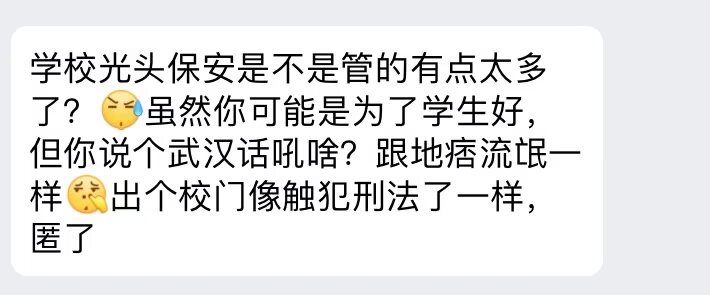 学校光头保安是不是管的有点太多
了？😓虽然你可能是为了学生好，
但你说个武汉话吼啥？跟地痞流氓一
样😤出个校门像触犯刑法了一样，
匿了